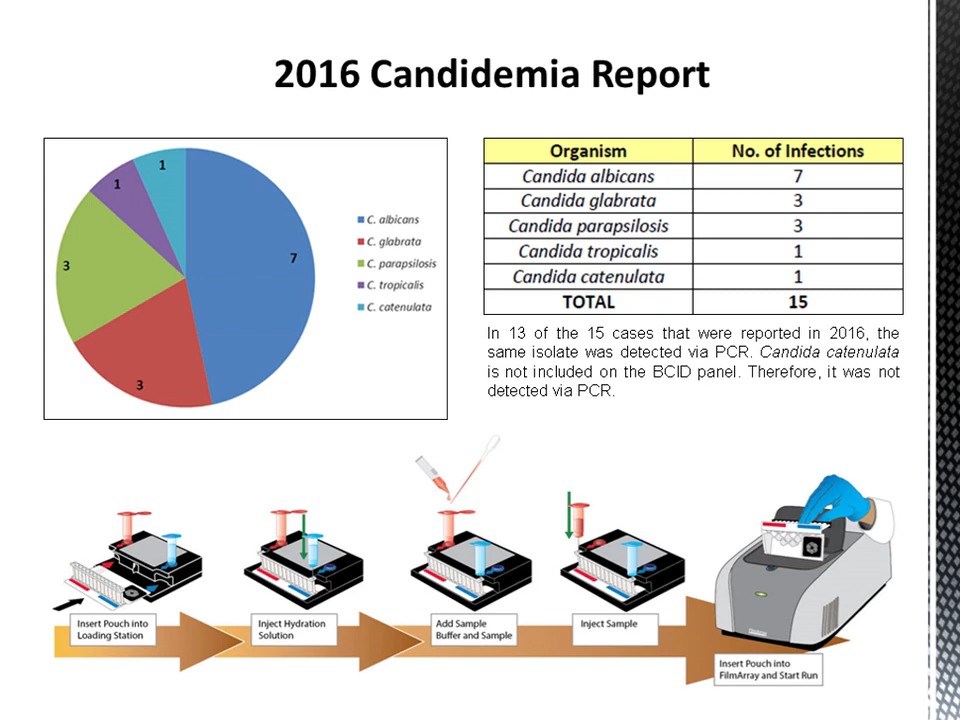 2016 Candidemia Report
1
1
7
3
3
C. albicans
C. glabrata
C. parapsilosis
C. tropicalis
C. catenulata
Organism No. of Infections
Candida albicans 7
Candida glabrata 3
Candida parapsilosis 3
Candida tropicalis 1
Candida catenulata 1
TOTAL 15
In 13 of the 15 cases that were reported in 2016, the
same isolate was detected via PCR. Candida catenulata
is not included on the BCID panel. Therefore, it was not
detected via PCR.
Insert Pouch into
Loading Station
Inject Hydration
Solution
Add Sample
Buffer and Sample
Inject Sample
Insert Pouch into
FilmArray and Start Run